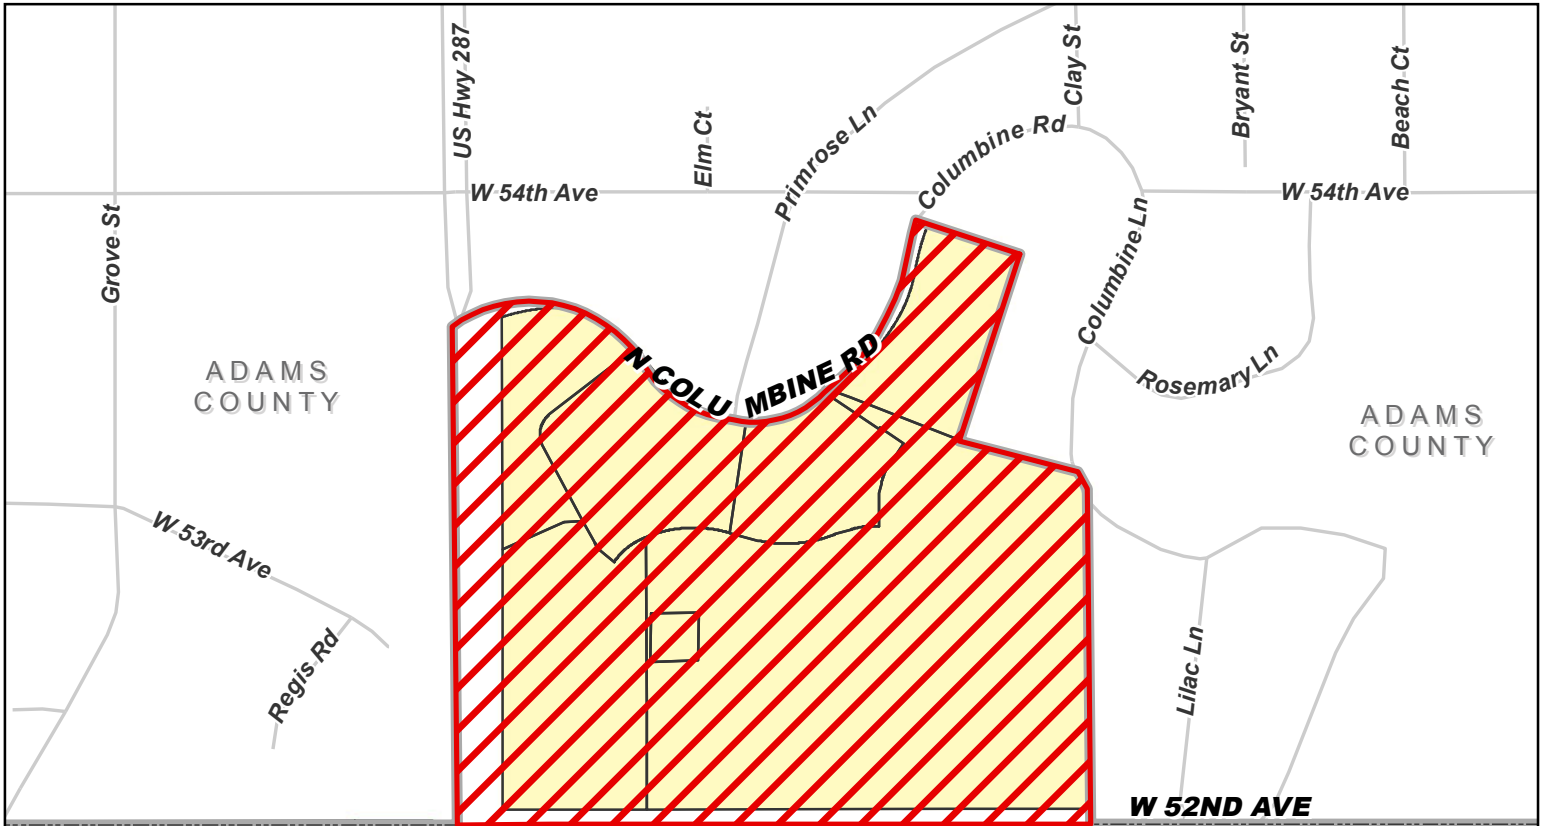 US Hwy 287
Clay St
Bryant St
Beach Ct
Elm Ct
Primrose Ln
Columbine Rd
W 54th Ave
W 54th Ave
Grove St
Columbine Ln
N COLU MBINE RD
Rosemary Ln
ADAMS
COUNTY
ADAMS
COUNTY
W 53rd Ave
Regis Rd
Lilac Ln
W 52ND AVE